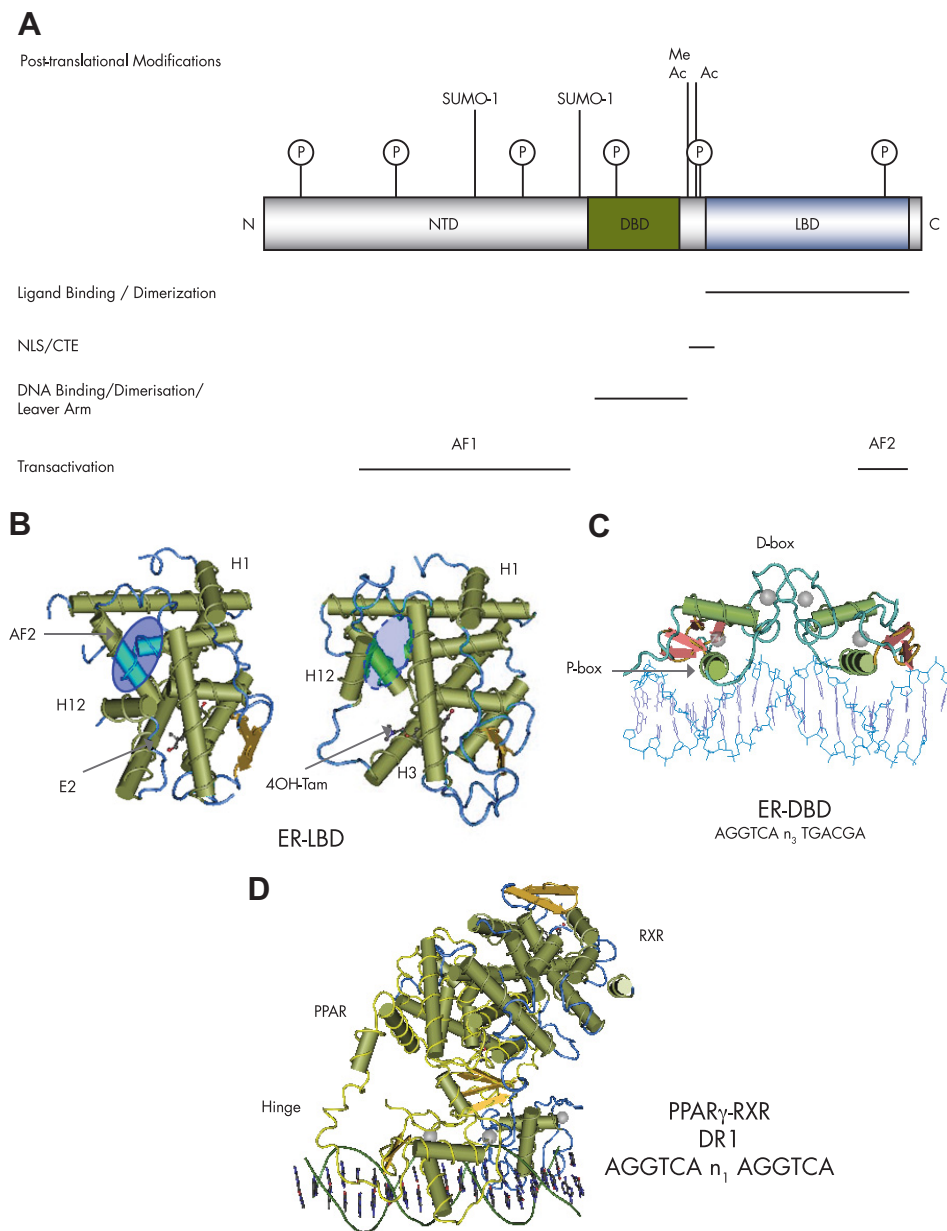 A
Post-translational Modifications
Me
Ac
Ac
SUMO-1
SUMO-1
P
P
P
P
P
P
N
NTD
DBD
LBD
C
Ligand Binding / Dimerization
NLS/CTE
DNA Binding/Dimerisation/
Leaver Arm
AF1
AF2
Transactivation
B
H1
AF2
H12
E2
H1
H12
4OH-Tam
H3
ER-LBD
C
D-box
P-box
ER-DBD
AGGTCA n3 TGACGA
D
RXR
PPAR
Hinge
PPARγ-RXR
DR1
AGGTCA n1 AGGTCA